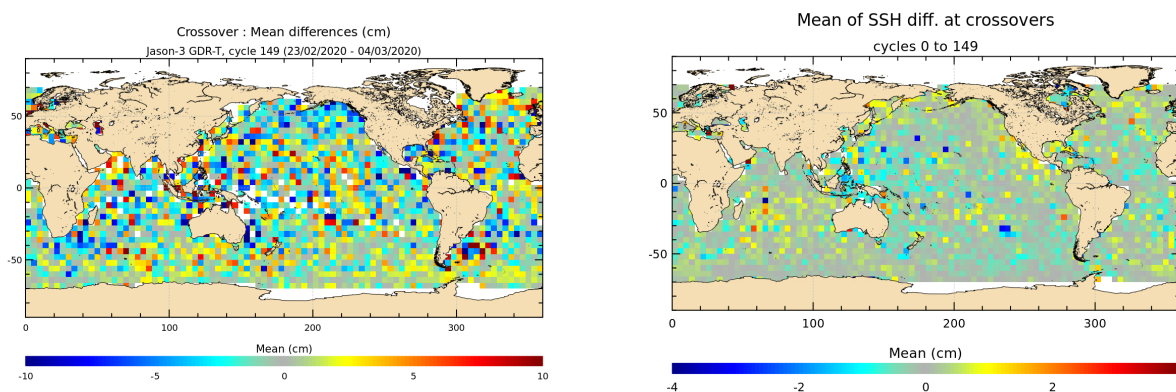 Crossover : Mean differences (cm)
Jason-3 GDR-T, cycle 149 (23/02/2020 - 04/03/2020)
50
0
-50
0 100 200 300
Mean (cm)
-10 -5 0 5 10
Mean of SSH diff. at crossovers
cycles 0 to 149
50
0
-50
0 100 200 300
Mean (cm)
-4 -2 0 2